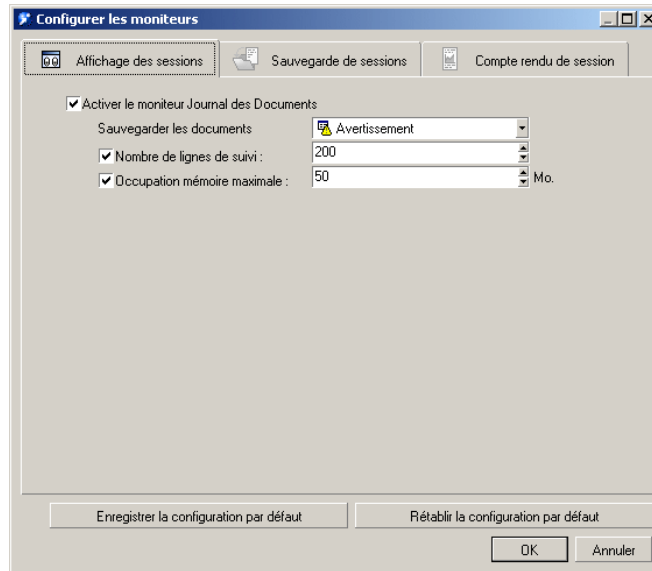 Configurer les moniteurs
Affichage des sessions
Sauvegarde de sessions
Compte rendu de session
Activer le moniteur Journal des Documents
Sauvegarder les documents
Avertissement
Nombre de lignes de suivi :
200
Occupation mémoire maximale :
50
Mo.
Enregistrer la configuration par défaut
Rétablir la configuration par défaut
OK
Annuler